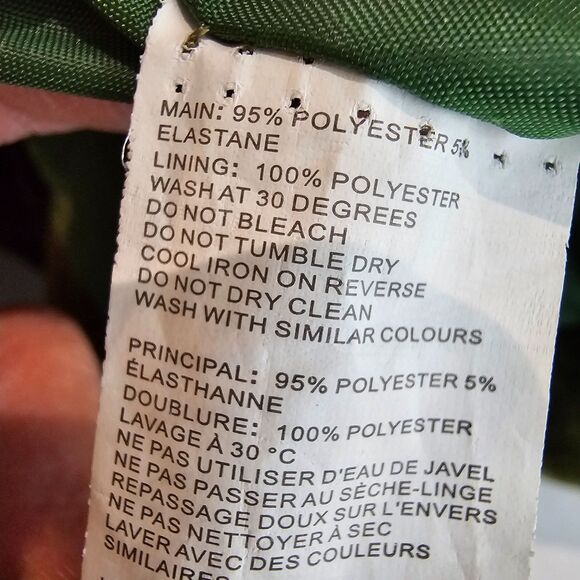 MAIN: 95% POLYESTER 5%
ELASTANE
LINING: 100% POLYESTER
WASH AT 30 DEGREES
DO NOT BLEACH
DO NOT TUMBLE DRY
COOL IRON ON REVERSE
DO NOT DRY CLEAN
WASH WITH SIMILAR COLOURS
PRINCIPAL: 95% POLYESTER 5%
ÉLASTHANNE
DOUBLURE: 100% POLYESTER
LAVAGE À 30 °C
NE PAS UTILISER D'EAU DE JAVEL
NE PAS PASSER AU SÈCHE-LINGE
REPASSAGE DOUX SUR L'ENVERS
NE PAS NETTOYER À SEC
LAVER AVEC DES COULEURS
SIMILAIRES